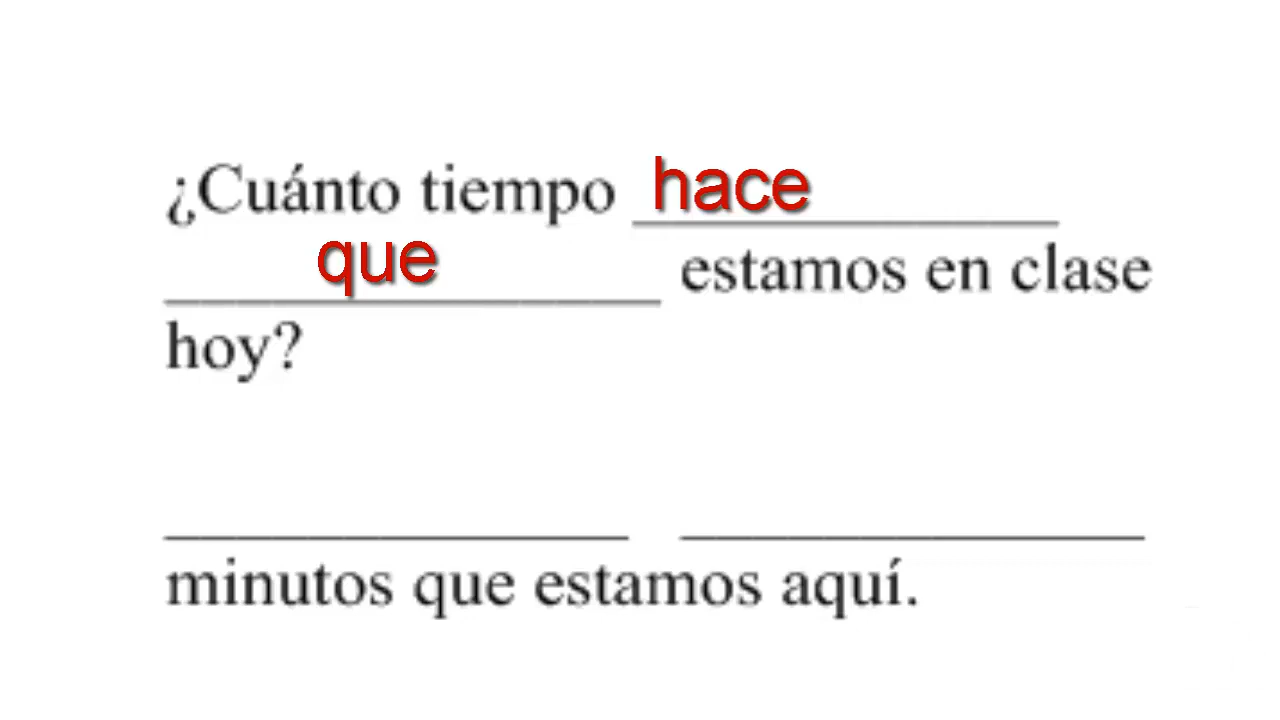 ¿Cuánto tiempo hace
que estamos en clase
hoy?
minutos que estamos aquí.